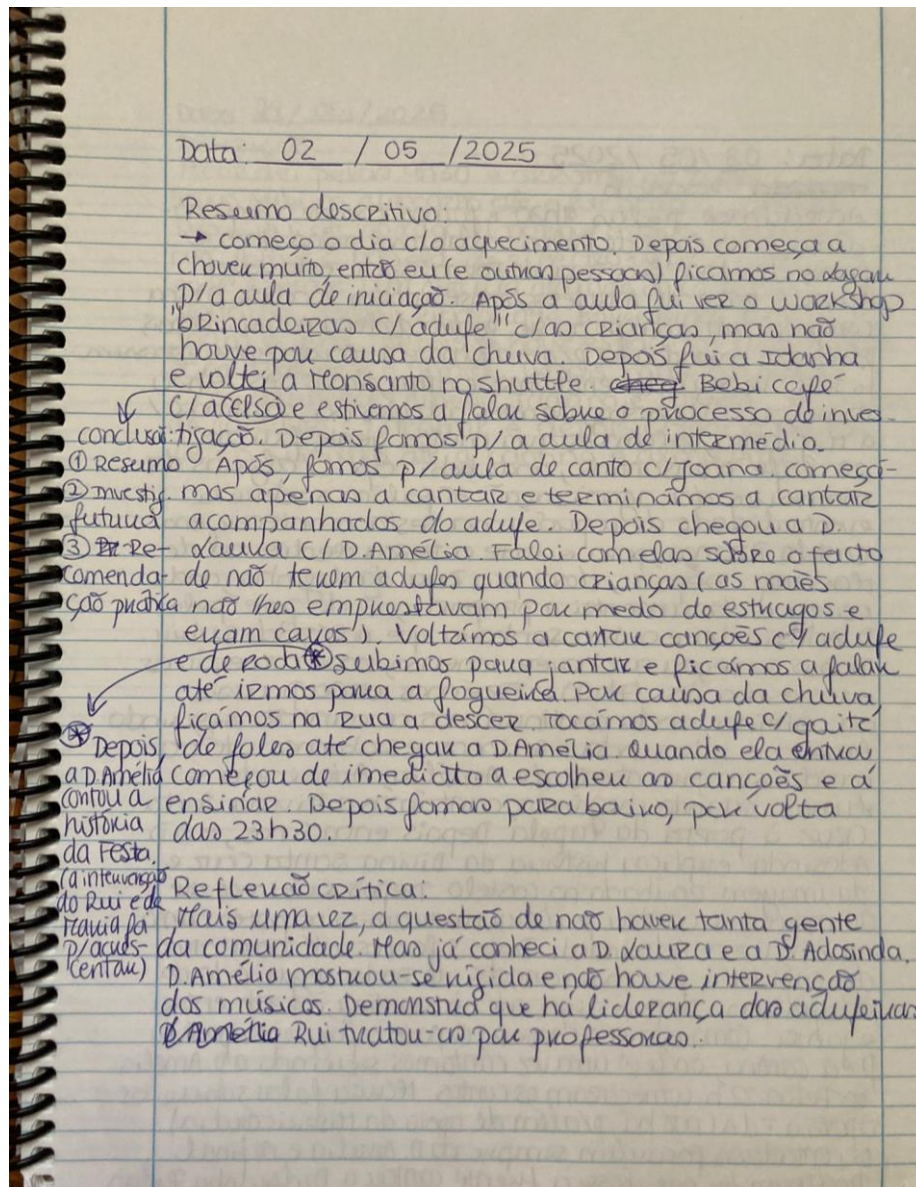 Data: 02 / 05 / 2025
Resumo descritivo:
→ começo o dia c/o aquecimento. Depois começa a
chover muito, então eu (e outras pessoas) ficamos no lagar
p/a aula de iniciação. Após a aula fui ver o workshop
"brincadeiras c/ adufe" c/as crianças, mas não
houve por causa da chuva. Depois fui a Idanha
e voltei a Monsanto no shuttle. cheg. Bebi café
c/a Celso e estivemos a falar sobre o processo de inves-
tigação. Depois fomos p/a aula de intermédio.
Após, fomos p/aula de canto c/Joana. começá-
mos apenas a cantar e terminámos a cantar
acompanhados do adufe. Depois chegou a D.
Laura c/ D. Amélia. Falei com elas sobre o facto
de não terem adufes quando crianças (as mães
não lhes emprestavam por medo de estragos e
eram caros). Voltámos a cantar canções c/ adufe
e de roda * subimos para jantar e ficámos a falar
até irmos para a fogueira. Por causa da chuva,
ficámos na rua a descer. Tocámos adufe c/ gaita
de foles até chegar a D. Amélia. Quando ela entrou
começou de imediato a escolher as canções e a
ensinar. Depois fomos para baixo, por volta
das 23h30.
conclusã:
① Resumo
② Investig.
futura
③ Re-
comenda-
ção prática
* Depois,
a D. Amélia
contou a
história
da Festa.
(a intervenção
do Rui e de
Flávia foi
p/acres-
centar)
Reflexão crítica:
Mais uma vez, a questão de não haver tanta gente
da comunidade. Mas já conheci a D. Laura e a D. Adosinda.
D. Amélia mostrou-se rígida e não houve intervenção
dos músicos. Demonstra que há liderança das adufeiras
Amélia Rui tratou-as por professoras.